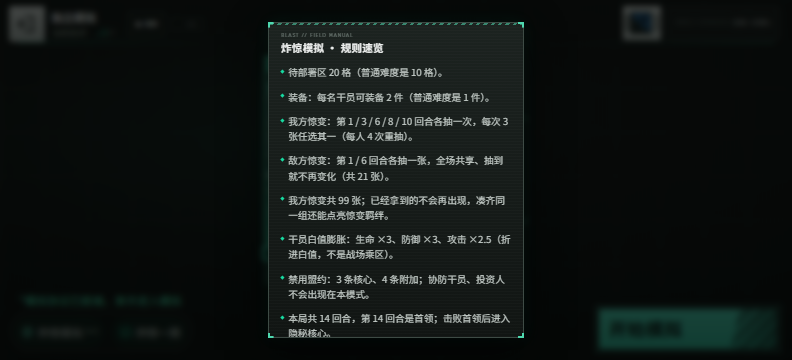 BLAST // FIELD MANUAL
炸惊模拟 · 规则速览
待部署区 20 格（普通难度是 10 格）。
装备：每名干员可装备 2 件（普通难度是 1 件）。
我方惊变：第 1 / 3 / 6 / 8 / 10 回合各抽一次，每次 3
张任选其一（每人 4 次重抽）。
敌方惊变：第 1 / 6 回合各抽一张，全场共享、抽到
就不再变化（共 21 张）。
我方惊变共 99 张；已经拿到的不会再出现，凑齐同
一组还能点亮惊变羁绊。
干员白值膨胀：生命 ×3、防御 ×3、攻击 ×2.5（折
进白值，不是战场乘区）。
禁用盟约：3 条核心、4 条附加；协防干员、投资人
不会出现在本模式。
本局共 14 回合，第 14 回合是首领；击败首领后进入
隐秘核心。